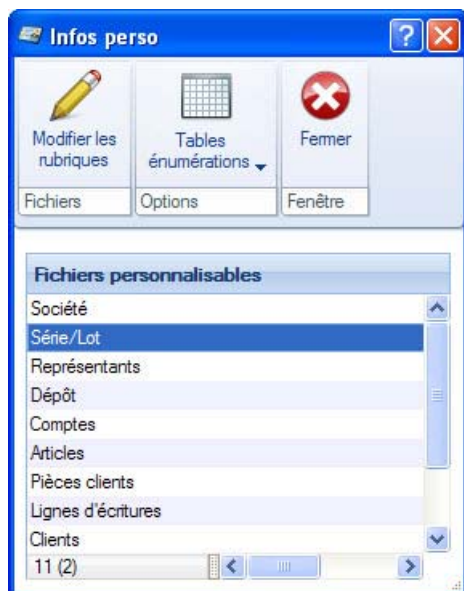 Infos perso
Modifier les
rubriques
Tables
énumérations
Fermer
Fichiers
Options
Fenêtre
Fichiers personnalisables
Société
Série/Lot
Représentants
Dépôt
Comptes
Articles
Pièces clients
Lignes d'écritures
Clients
11 (2)